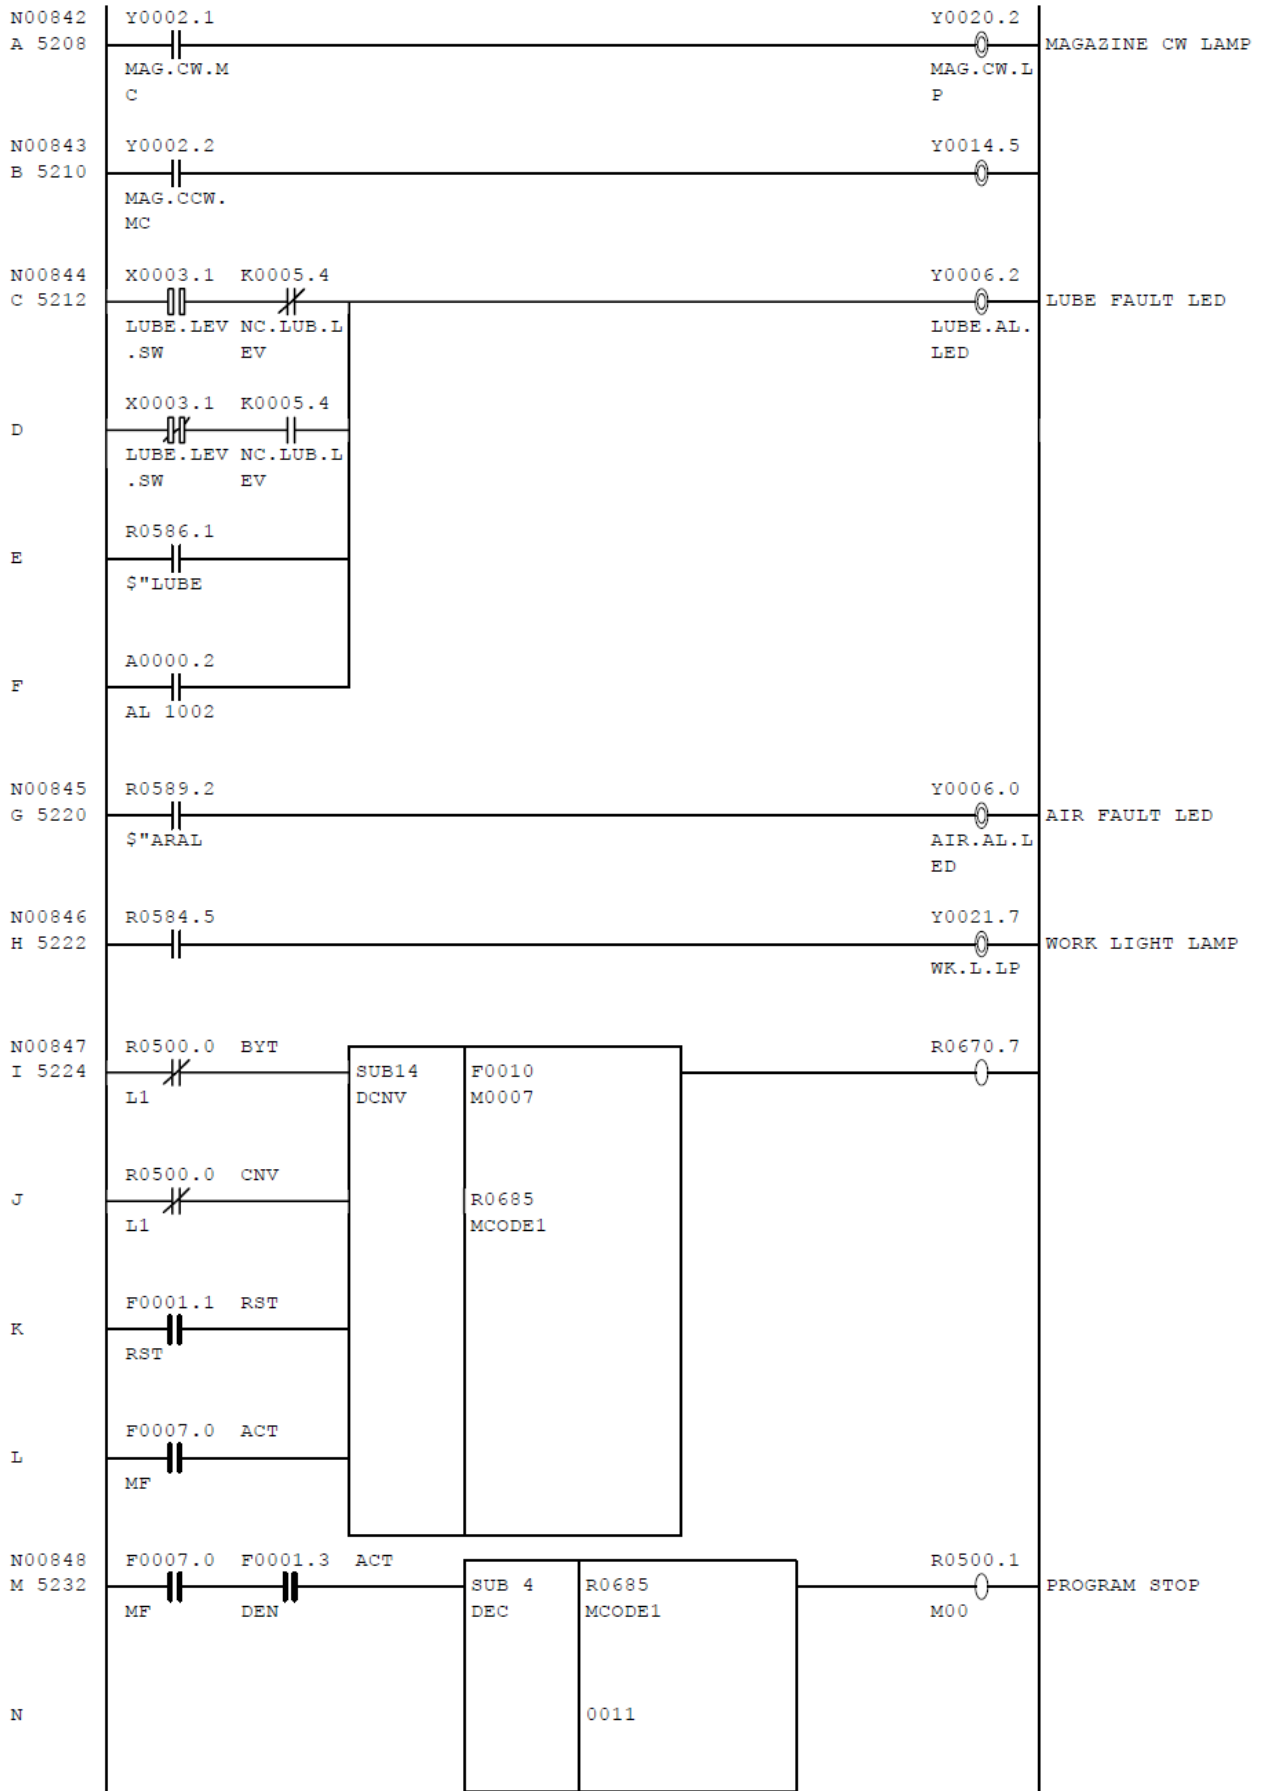 N00842 Y0002.1 Y0020.2
A 5208 MAGAZINE CW LAMP
MAG.CW.M MAG.CW.L
C P
N00843 Y0002.2 Y0014.5
B 5210
MAG.CCW.
MC
N00844 X0003.1 K0005.4 Y0006.2
C 5212 LUBE FAULT LED
LUBE.LEV NC.LUB.L LUBE.AL.
.SW EV LED
X0003.1 K0005.4
D
LUBE.LEV NC.LUB.L
.SW EV
R0586.1
E
$"LUBE
A0000.2
F
AL 1002
N00845 R0589.2 Y0006.0
G 5220 AIR FAULT LED
$"ARAL AIR.AL.L
ED
N00846 R0584.5 Y0021.7
H 5222 WORK LIGHT LAMP
WK.L.LP
N00847 R0500.0 BYT R0670.7
I 5224 SUB14 F0010
L1 DCNV M0007
R0500.0 CNV
J R0685
L1 MCODE1
F0001.1 RST
K
RST
F0007.0 ACT
L
MF
N00848 F0007.0 F0001.3 ACT R0500.1
M 5232 SUB 4 R0685 PROGRAM STOP
MF DEN DEC MCODE1 M00
N 0011